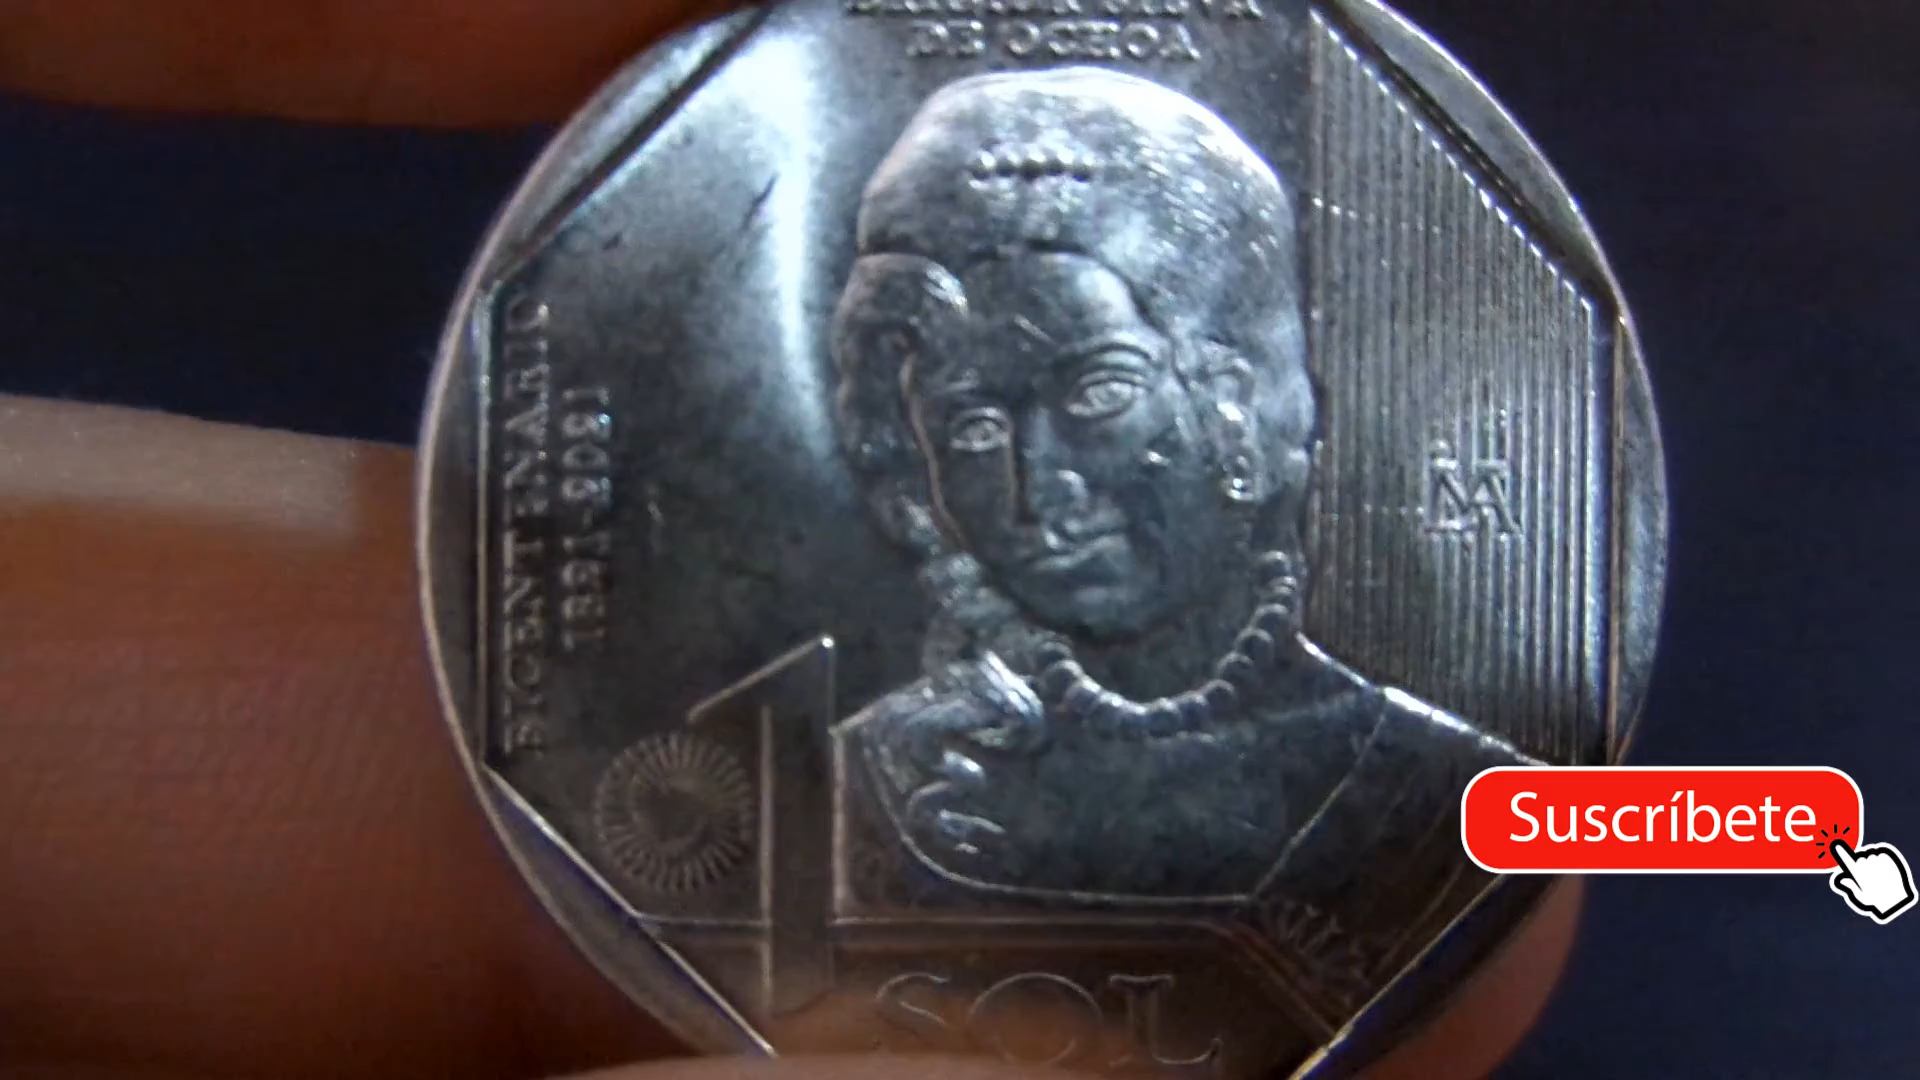 DE OCHOA
BICENTENARIO
1821-2021
1
SOL
Suscríbete